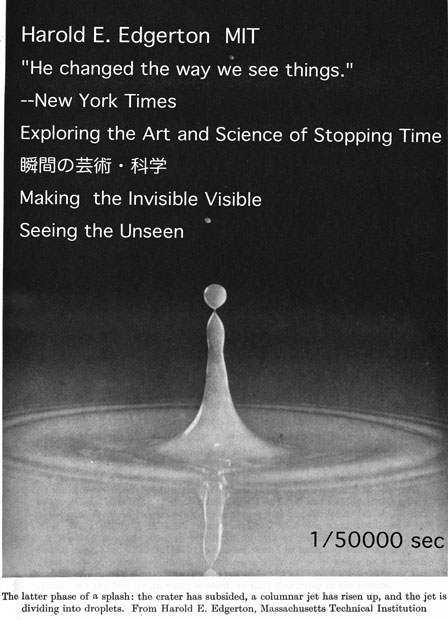 Harold E. Edgerton MIT
"He changed the way we see things."
--New York Times
Exploring the Art and Science of Stopping Time
瞬間の芸術・科学
Making the Invisible Visible
Seeing the Unseen
1/50000 sec
The latter phase of a splash: the crater has subsided, a columnar jet has risen up, and the jet is
dividing into droplets. From Harold E. Edgerton, Massachusetts Technical Institution